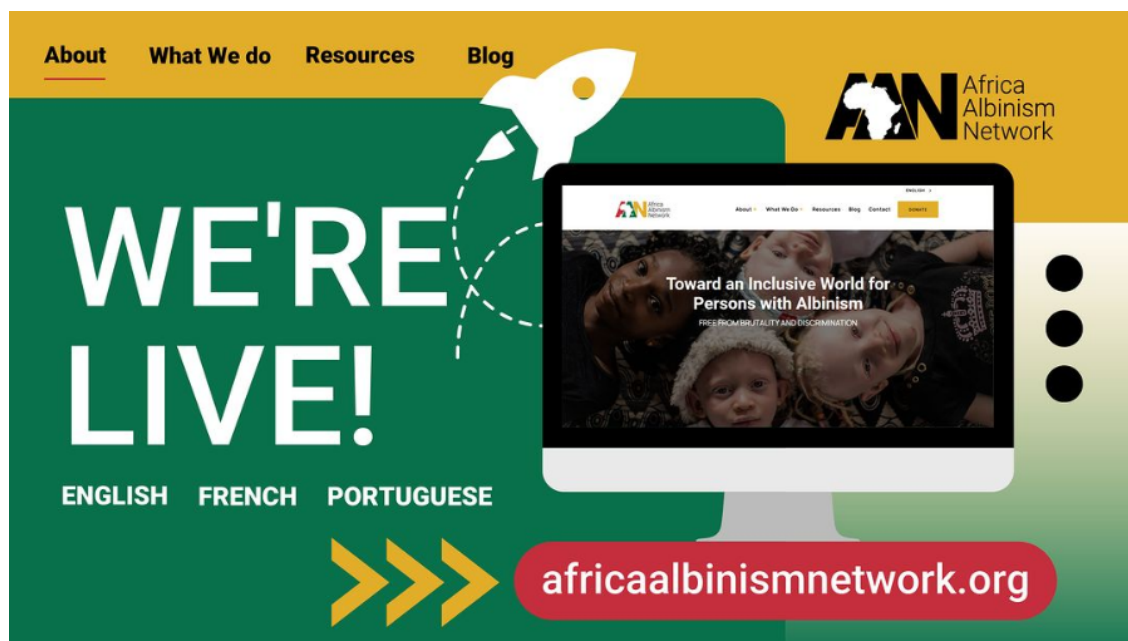 About What We do Resources Blog
AAN
Africa
Albinism
Network
WE'RE
LIVE!
ENGLISH FRENCH PORTUGUESE
ENGLISH
AAN
Africa
Albinism
Network
About What We Do Resources Blog Contact DONATE
Toward an Inclusive World for
Persons with Albinism
FREE FROM BRUTALITY AND DISCRIMINATION
africaalbinismnetwork.org